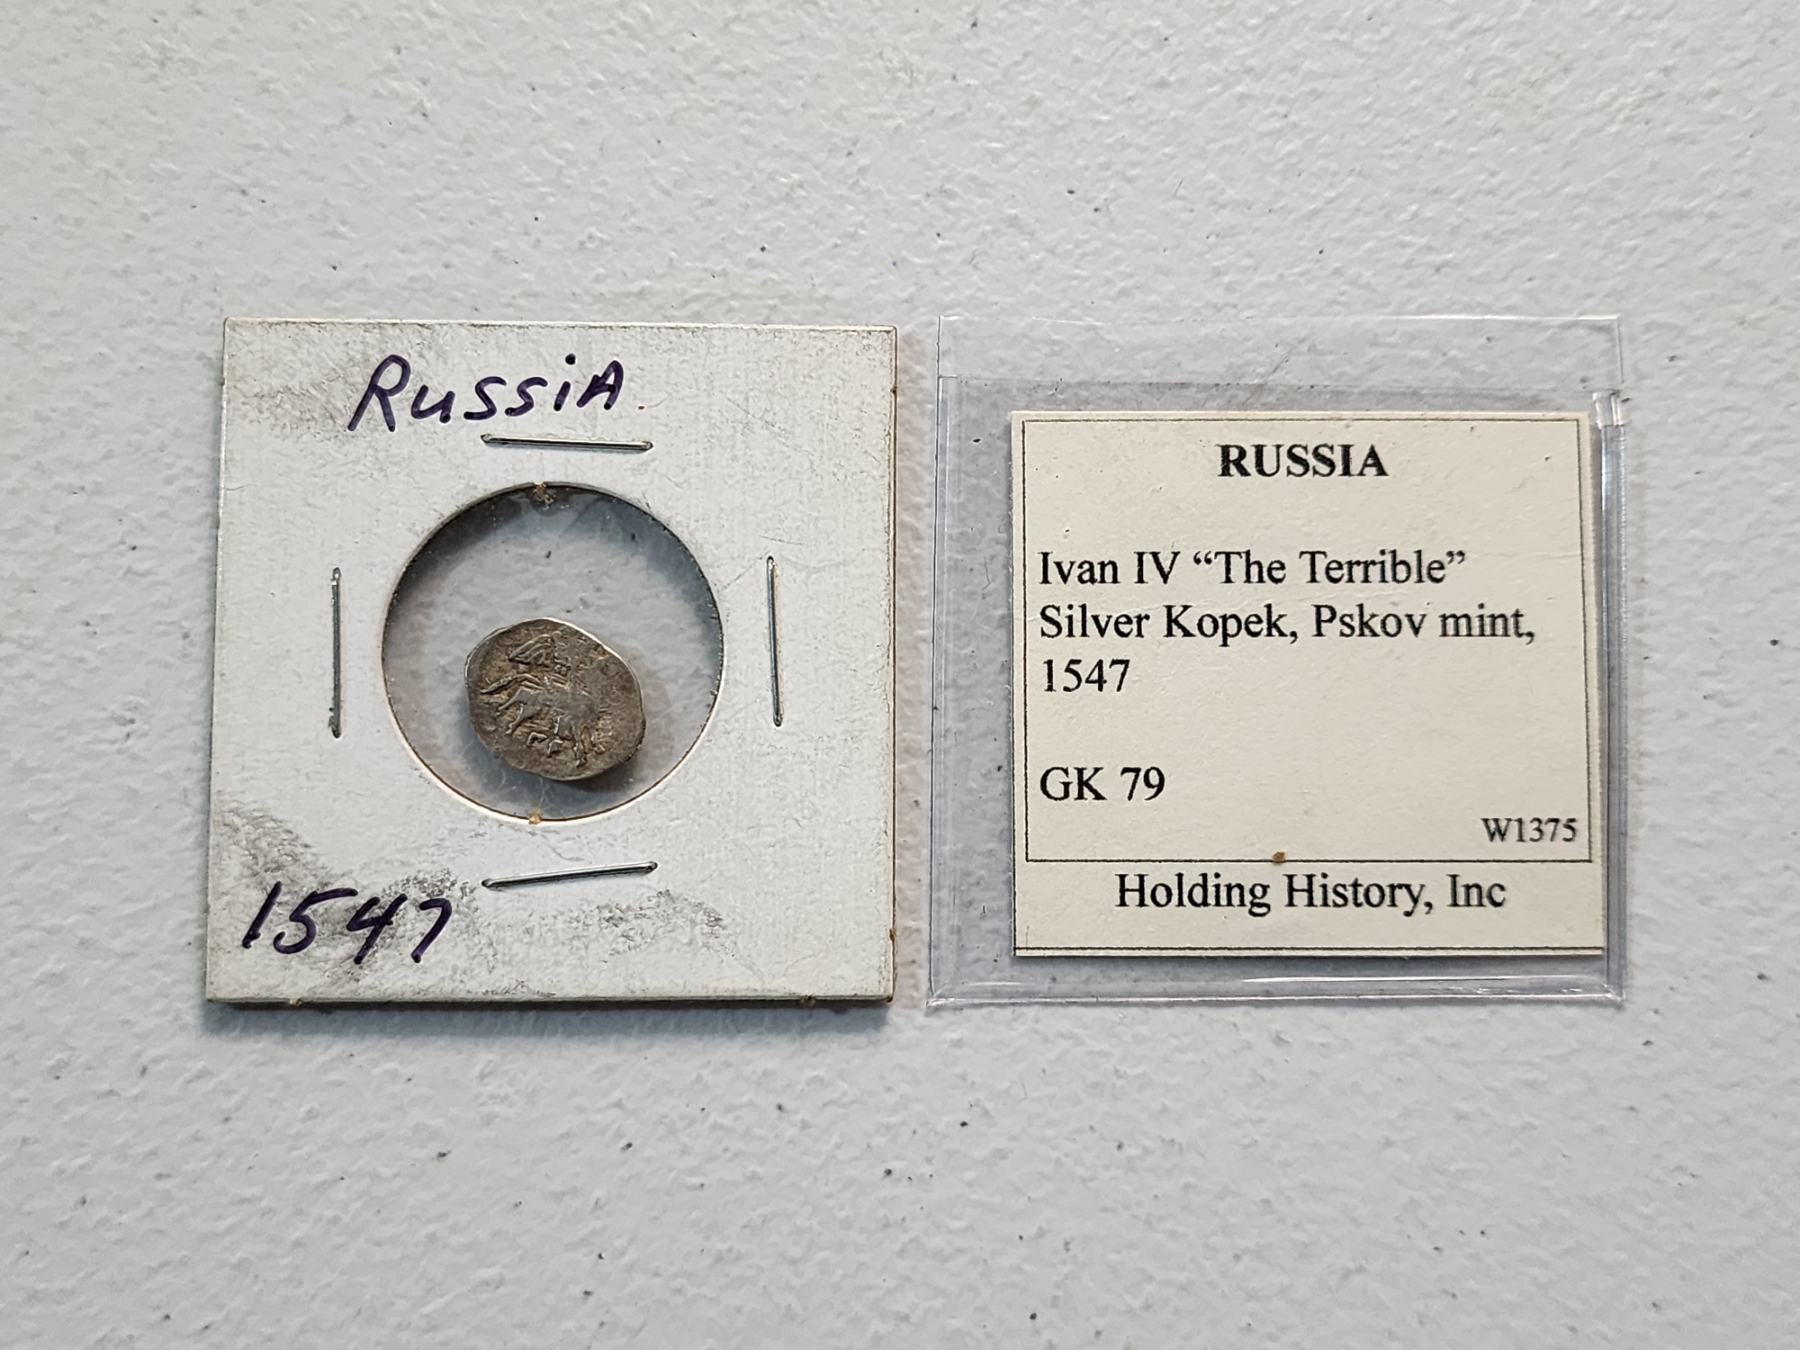 Russia
1547
RUSSIA
Ivan IV “The Terrible”
Silver Kopek, Pskov mint,
1547
GK 79
W1375
Holding History, Inc